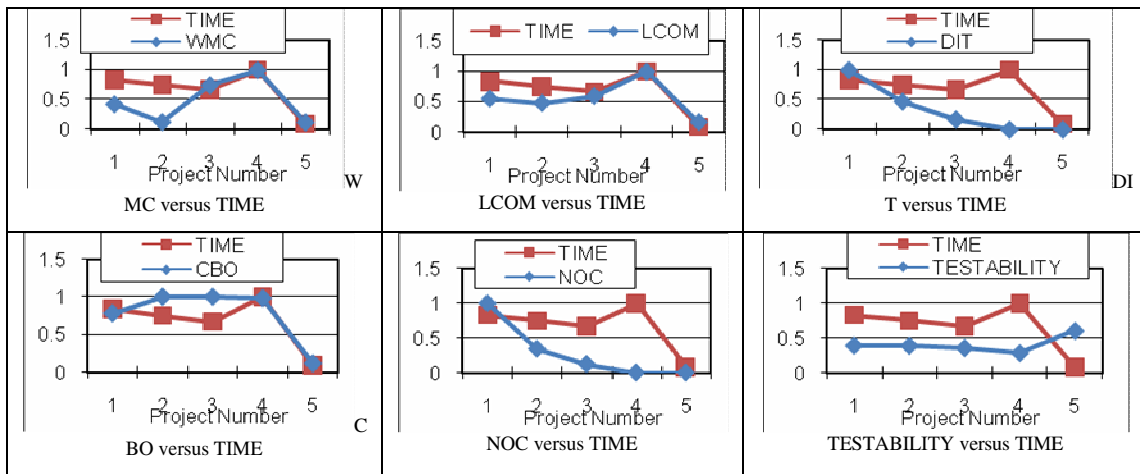 TIME
WMC
1.5
1
0.5
0
1 2 3 4 5
Project Number
W
MC versus TIME
TIME LCOM
1.5
1
0.5
0
1 2 3 4 5
Project Number
LCOM versus TIME
TIME
DIT
1.5
1
0.5
0
1 2 3 4 5
Project Number
DI
T versus TIME
TIME
CBO
1.5
1
0.5
0
1 2 3 4 5
Project Number
C
BO versus TIME
TIME
NOC
1.5
1
0.5
0
1 2 3 4 5
Project Number
NOC versus TIME
TIME
TESTABILITY
1.5
1
0.5
0
1 2 3 4 5
Project Number
TESTABILITY versus TIME